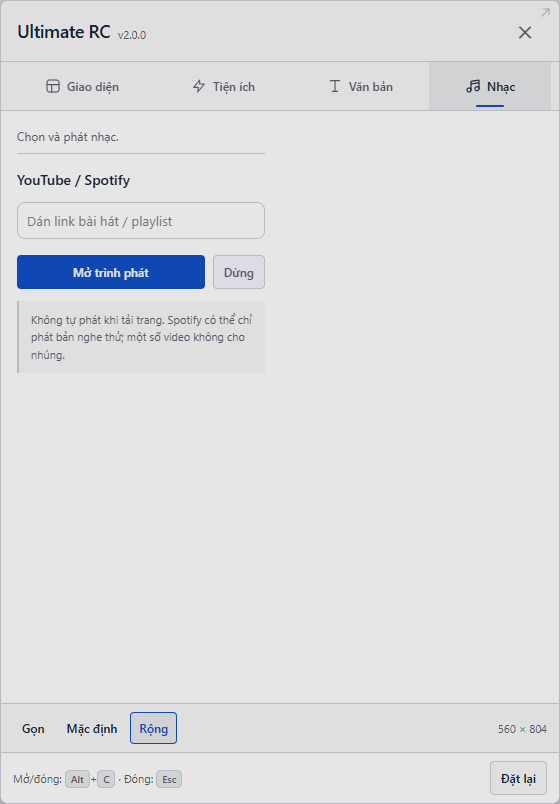 Ultimate RC v2.0.0
Giao diện Tiện ích Văn bản Nhạc
Chọn và phát nhạc.
YouTube / Spotify
Dán link bài hát / playlist
Mở trình phát Dừng
Không tự phát khi tải trang. Spotify có thể chỉ
phát bản nghe thử; một số video không cho
nhúng.
Gọn Mặc định Rộng 560 × 804
Mở/đóng: Alt + C · Đóng: Esc Đặt lại